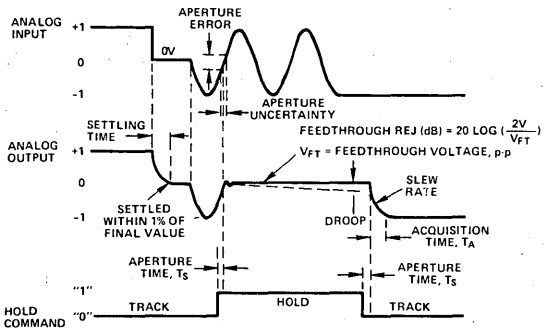 ANALOG
INPUT
+1
0
-1
0V
APERTURE
ERROR
APERTURE
UNCERTAINTY
SETTLING
TIME
FEEDTHROUGH REJ (dB) = 20 LOG (2V/VFT)
VFT = FEEDTHROUGH VOLTAGE, p-p
ANALOG
OUTPUT
+1
0
-1
SETTLED
WITHIN 1% OF
FINAL VALUE
SLEW
RATE
DROOP
ACQUISITION
TIME, TA
APERTURE
TIME, TS
APERTURE
TIME, TS
HOLD
COMMAND
"1"
"0"
TRACK
HOLD
TRACK